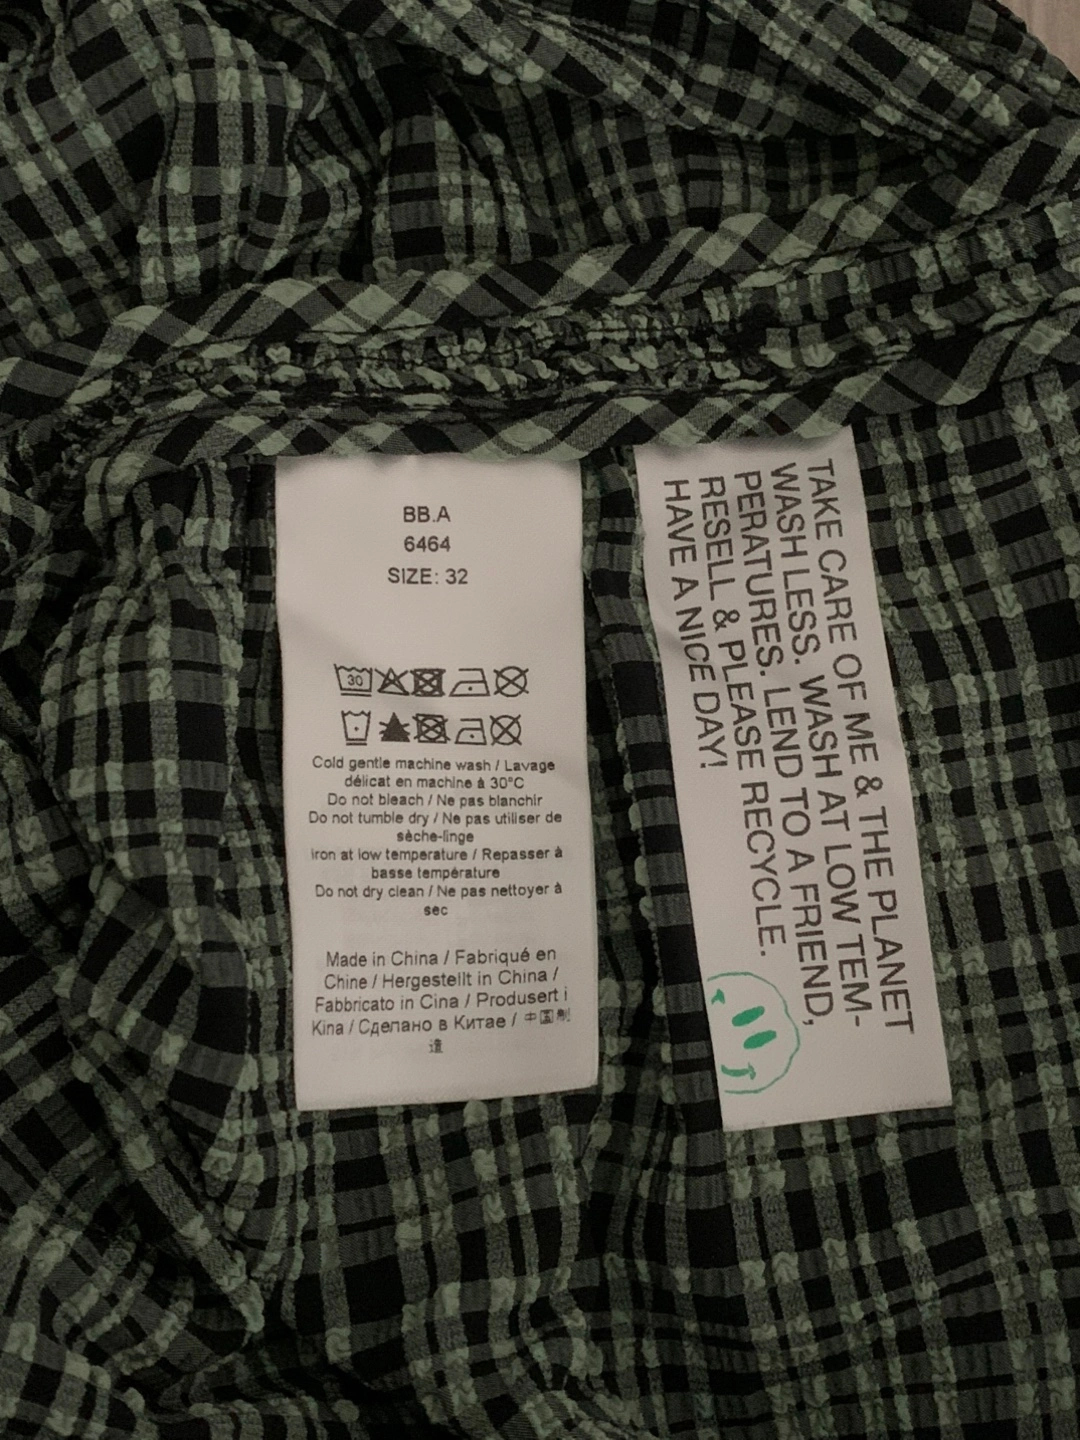 BB.A
6464
SIZE: 32
30
Cold gentle machine wash / Lavage
délicat en machine à 30°C
Do not bleach / Ne pas blanchir
Do not tumble dry / Ne pas utiliser de
sèche-linge
iron at low temperature / Repasser à
basse température
Do not dry clean / Ne pas nettoyer à
sec
Made in China / Fabriqué en
Chine / Hergestellt in China /
Fabbricato in Cina / Produsert i
Kina / Сделано в Китае / 中国制
造
TAKE CARE OF ME & THE PLANET
WASH LESS. WASH AT LOW TEM-
PERATURES. LEND TO A FRIEND,
RESELL & PLEASE RECYCLE.
HAVE A NICE DAY!